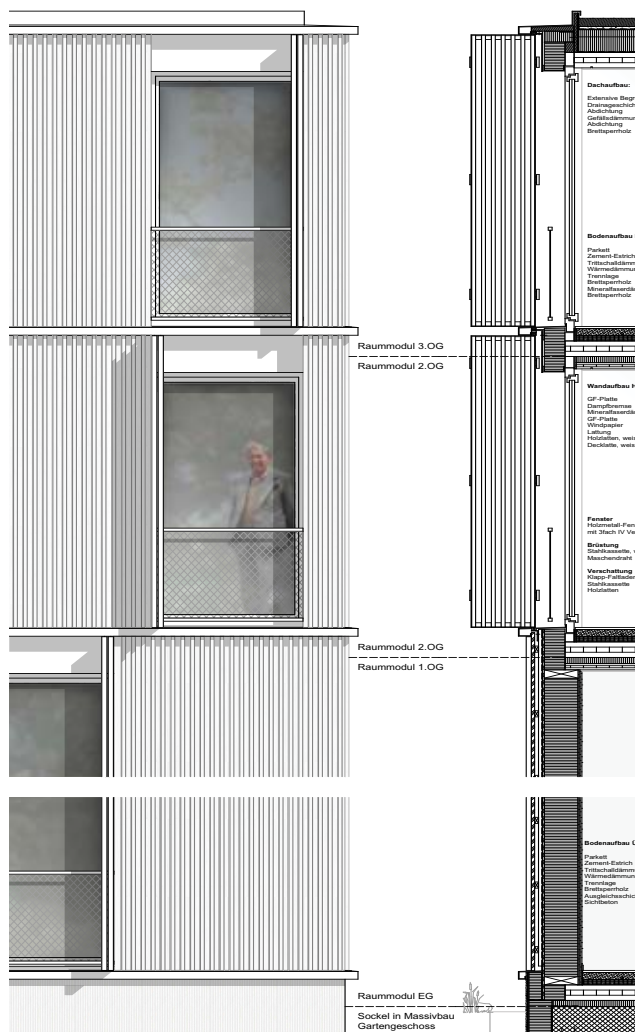 Dachaufbau:
Extensive Begr
Drainageschich
Abdichtung
Gefällsdämmun
Abdichtung
Brettsperrholz
Bodenaufbau
Parkett
Zement-Estrich
Trittschalldämm
Wärmedämmun
Trennlage
Brettsperrholz
Mineralfaserdä
Brettsperrholz
Raummodul 3.OG
Raummodul 2.OG
Wandaufbau H
GF-Platte
Dampfbremse
Mineralfaserdä
GF-Platte
Windpapier
Lattung
Holzlatten, weis
Decklatte, weis
Fenster
Holzmetall-Fen
mit 3fach IV Ve
Brüstung
Stahlkassette, v
Maschendraht
Verschattung
Klapp-Faltladen
Stahlkassette
Holzlatten
Raummodul 2.OG
Raummodul 1.OG
Bodenaufbau Ü
Parkett
Zement-Estrich
Trittschalldämm
Wärmedämmun
Trennlage
Brettsperrholz
Ausgleichsschic
Sichtbeton
Raummodul EG
Sockel in Massivbau
Gartengeschoss